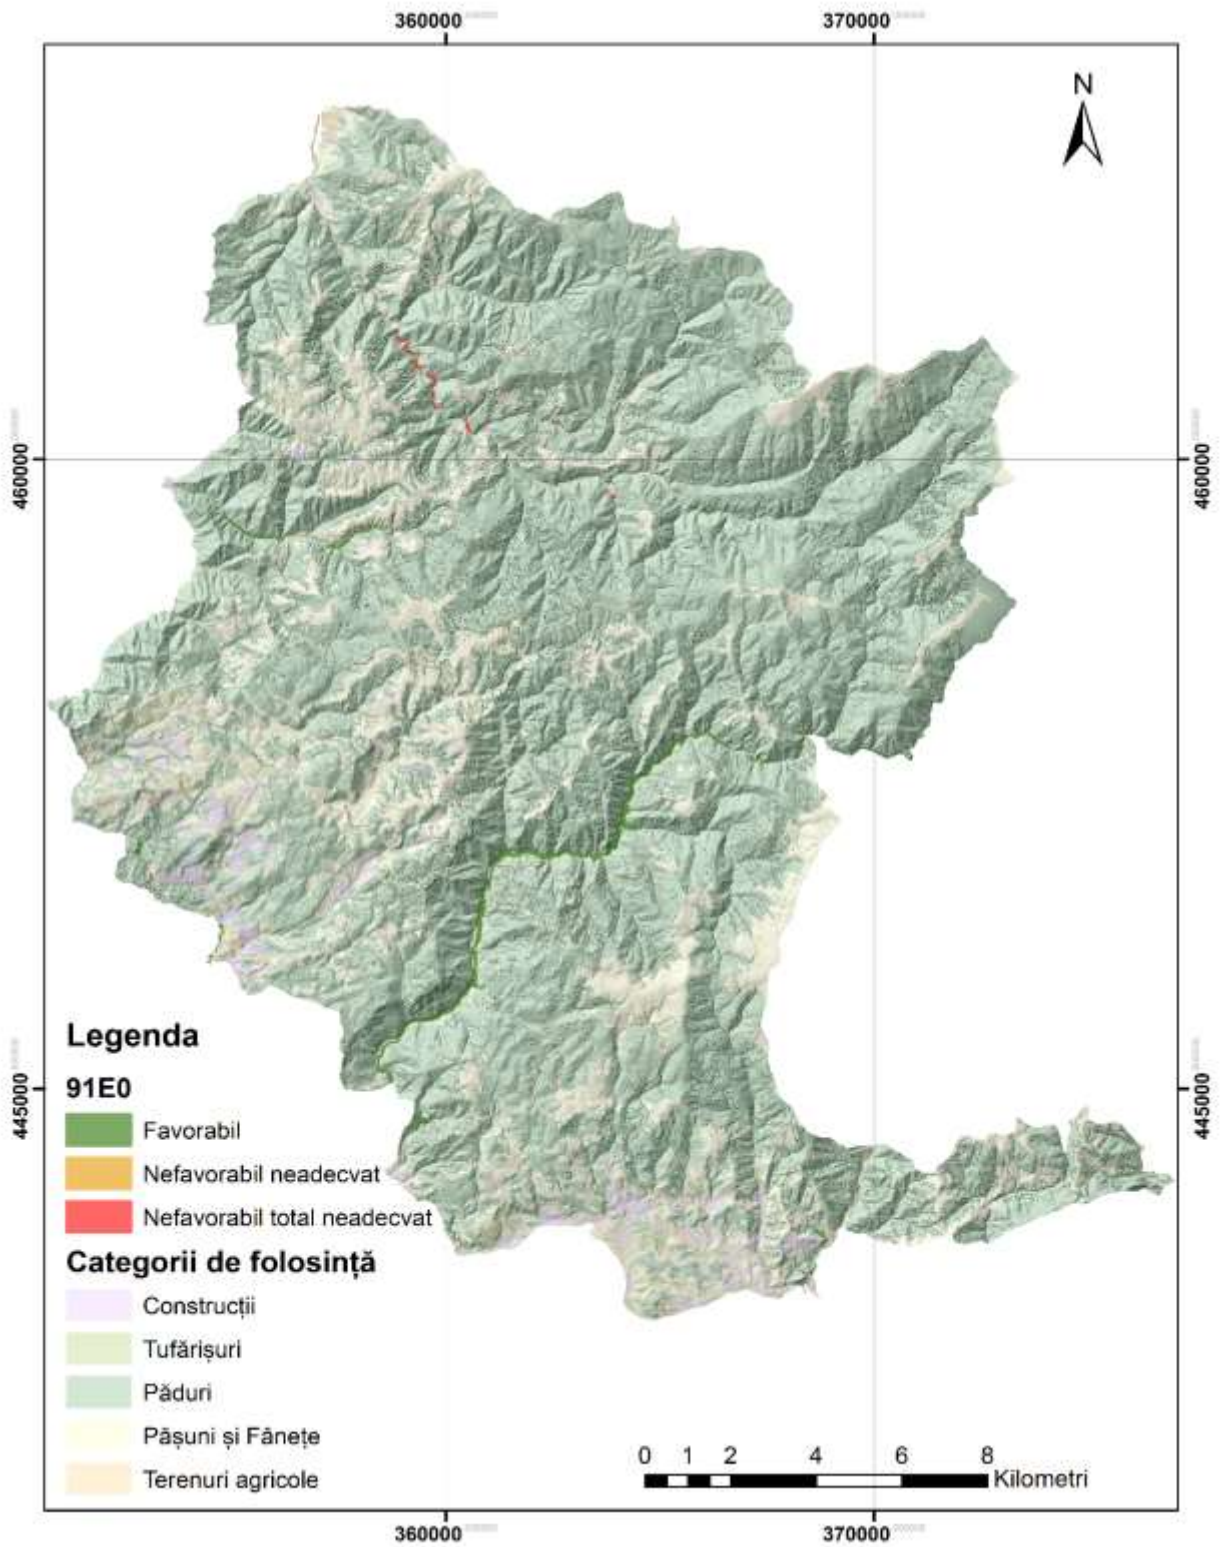 360000 370000
N
460000 460000
445000 445000
Legenda
91E0
Favorabil
Nefavorabil neadecvat
Nefavorabil total neadecvat
Categorii de folosință
Construcții
Tufărișuri
Păduri
Pășuni și Fânețe
Terenuri agricole
0 1 2 4 6 8
Kilometri
360000 370000